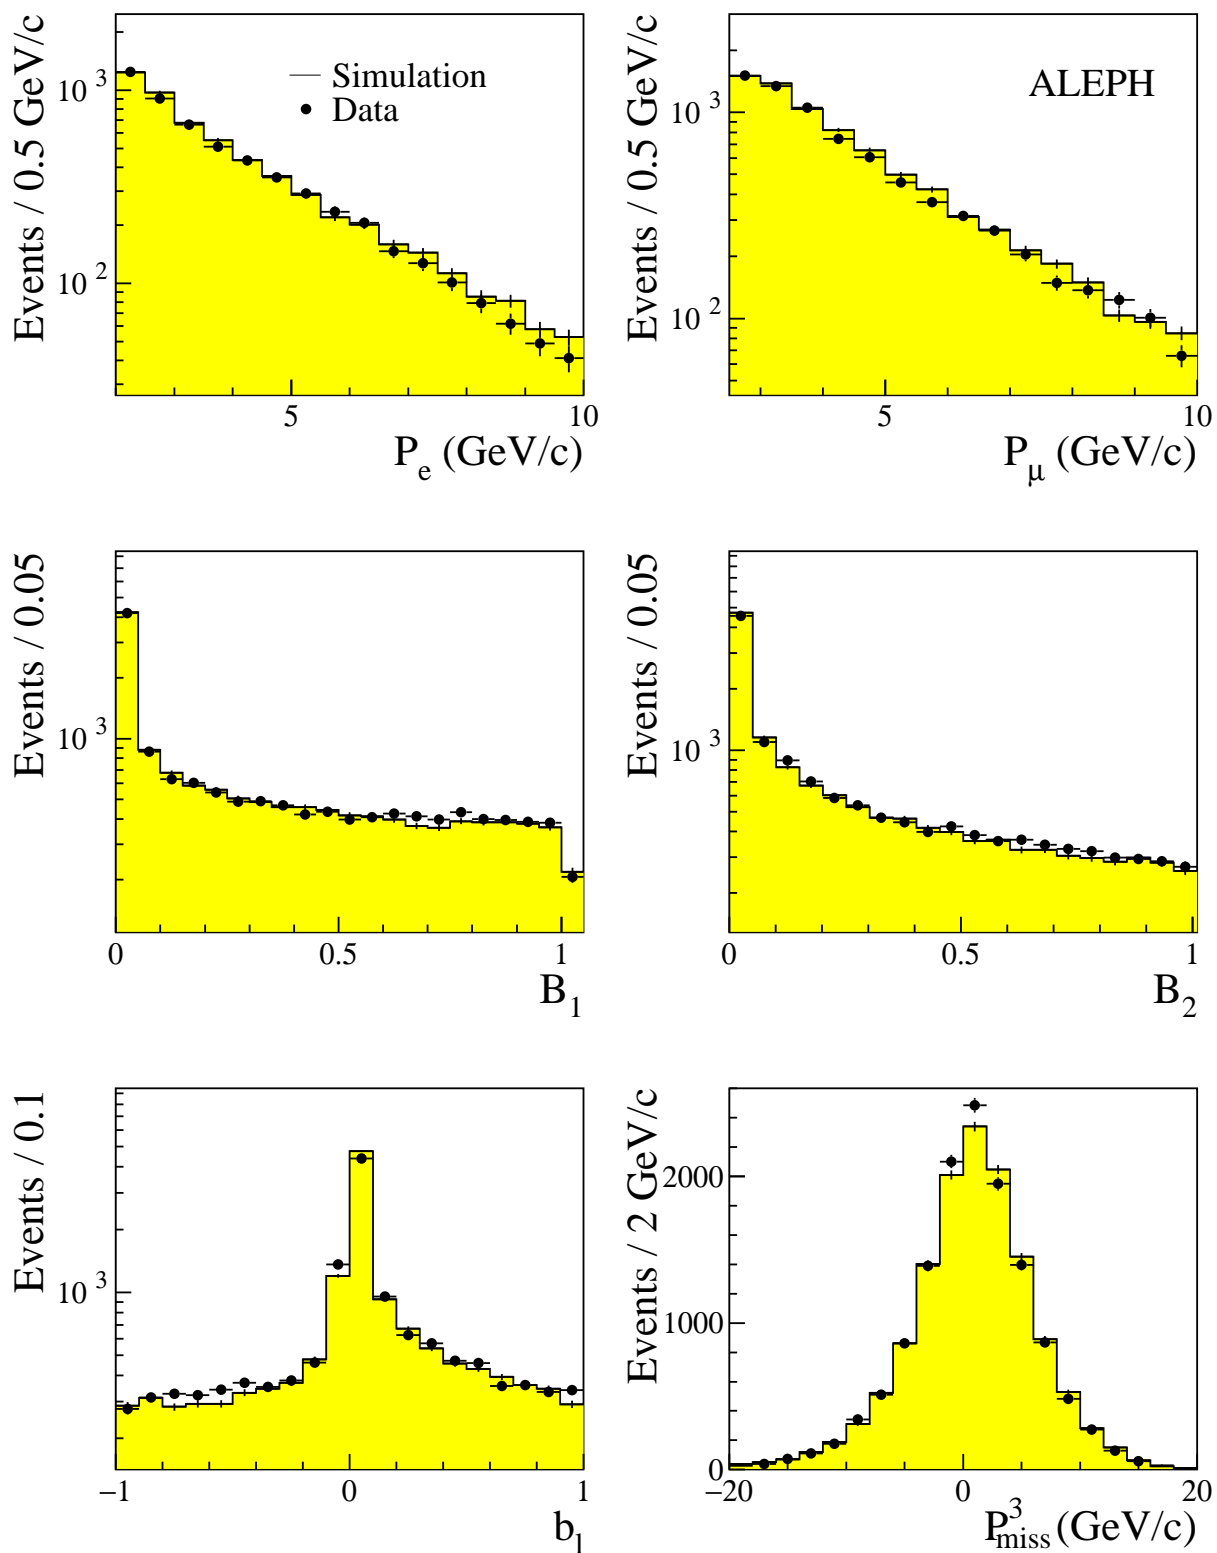 Events / 0.5 GeV/c
10 3
10 2
— Simulation
● Data
5
10
P_e (GeV/c)
Events / 0.5 GeV/c
ALEPH
10 3
10 2
5
10
P_μ (GeV/c)
Events / 0.05
10 3
0
0.5
1
B_1
Events / 0.05
10 3
0
0.5
1
B_2
Events / 0.1
10 3
−1
0
1
b_l
Events / 2 GeV/c
2000
1000
0
−20
0
20
P^3_miss (GeV/c)